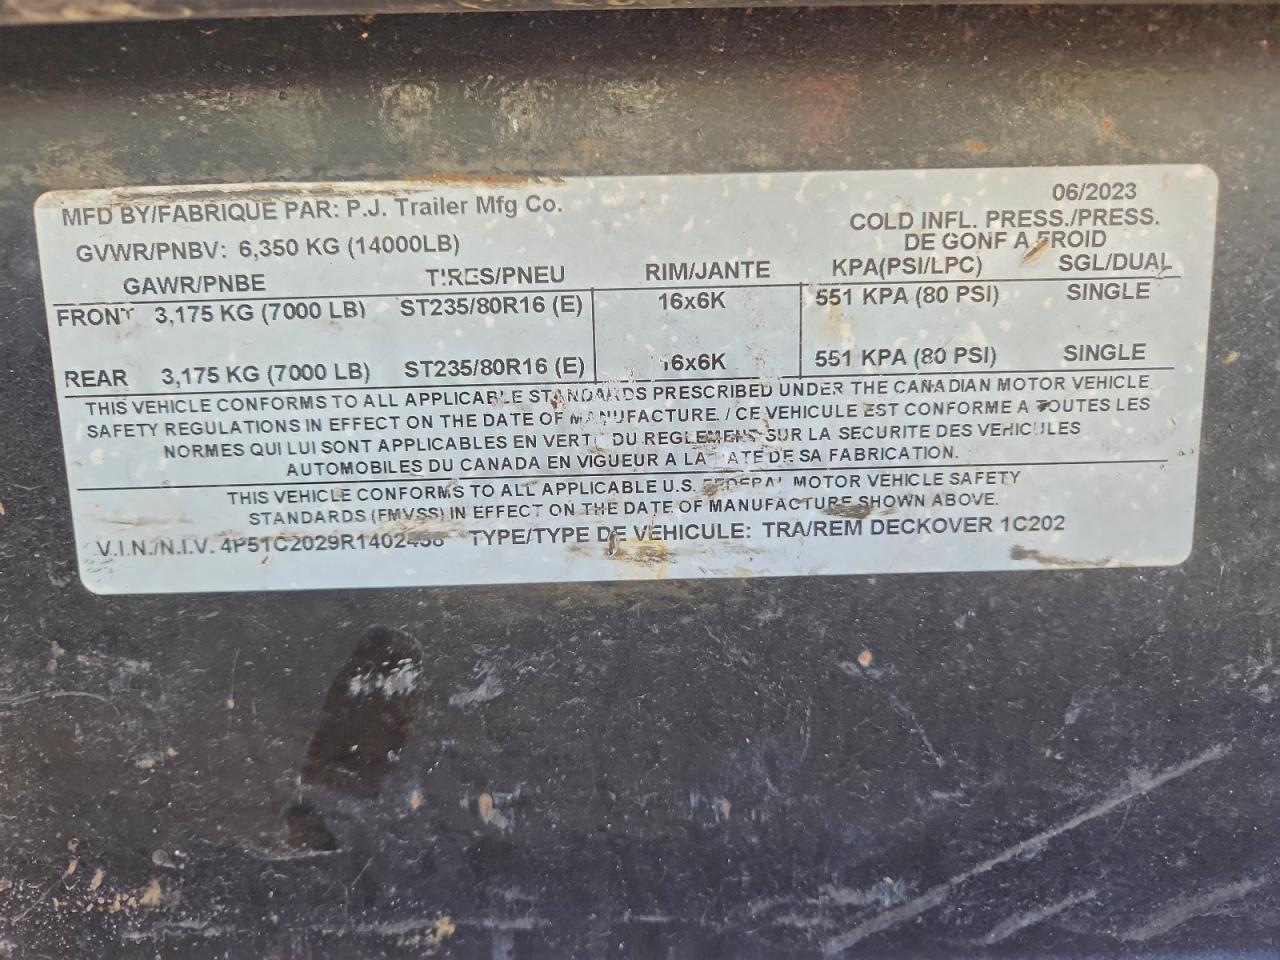 MFD BY/FABRIQUE PAR: P.J. Trailer Mfg Co.
06/2023
GVWR/PNBV: 6,350 KG (14000LB)
COLD INFL. PRESS./PRESS.
DE GONF A FROID
GAWR/PNBE TIRES/PNEU RIM/JANTE KPA(PSI/LPC) SGL/DUAL
FRONT 3,175 KG (7000 LB) ST235/80R16 (E) 16x6K 551 KPA (80 PSI) SINGLE
REAR 3,175 KG (7000 LB) ST235/80R16 (E) 16x6K 551 KPA (80 PSI) SINGLE
THIS VEHICLE CONFORMS TO ALL APPLICABLE STANDARDS PRESCRIBED UNDER THE CANADIAN MOTOR VEHICLE
SAFETY REGULATIONS IN EFFECT ON THE DATE OF MANUFACTURE. / CE VEHICULE EST CONFORME A TOUTES LES
NORMES QUI LUI SONT APPLICABLES EN VERTU DU REGLEMENT SUR LA SECURITE DES VEHICULES
AUTOMOBILES DU CANADA EN VIGUEUR A LA DATE DE SA FABRICATION.
THIS VEHICLE CONFORMS TO ALL APPLICABLE U.S. FEDERAL MOTOR VEHICLE SAFETY
STANDARDS (FMVSS) IN EFFECT ON THE DATE OF MANUFACTURE SHOWN ABOVE.
V.I.N./N.I.V. TYPE/TYPE DE VEHICULE: TRA/REM DECKOVER 1C202